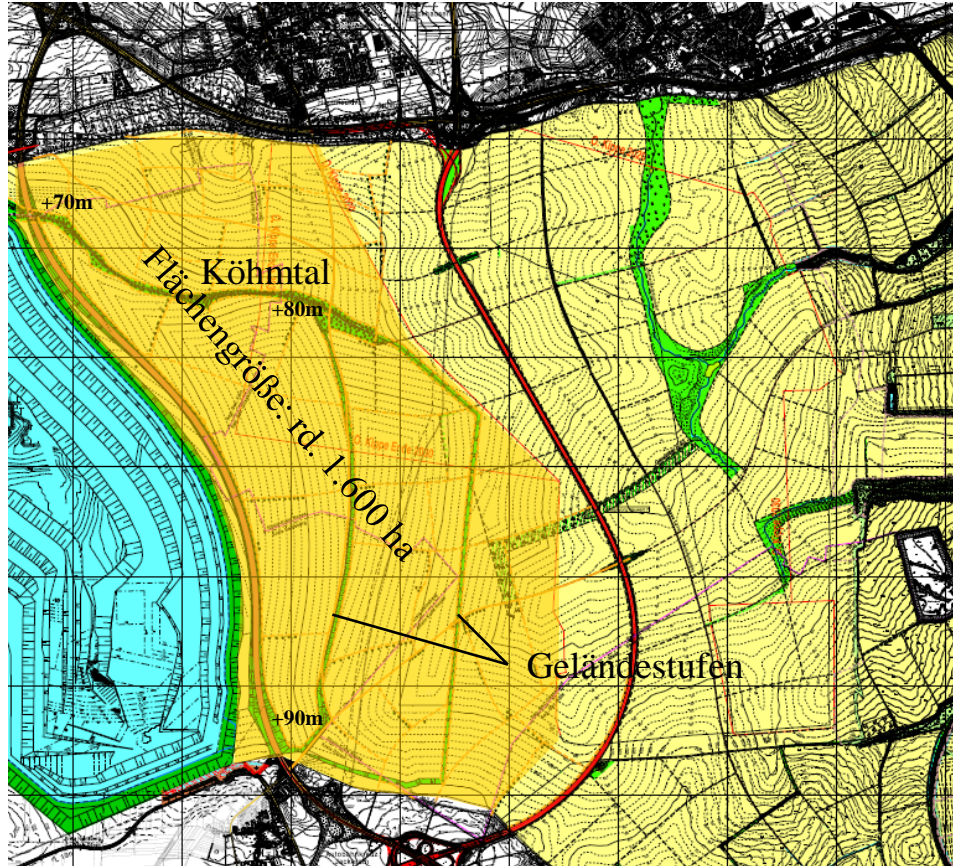 +70m
Köhmtal
+80m
Flächengröße: rd. 1.600 ha
Geländestufen
+90m